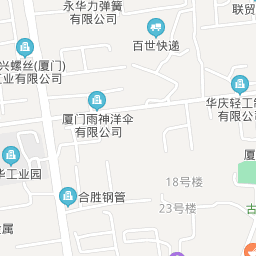 永华力弹簧
有限公司
联贸
百世快递
兴螺丝(厦门)
工业有限公司
华庆轻工制
有限公司
厦门雨神洋伞
有限公司
厦
华工业园
18号楼
合胜钢管
23号楼
公
属